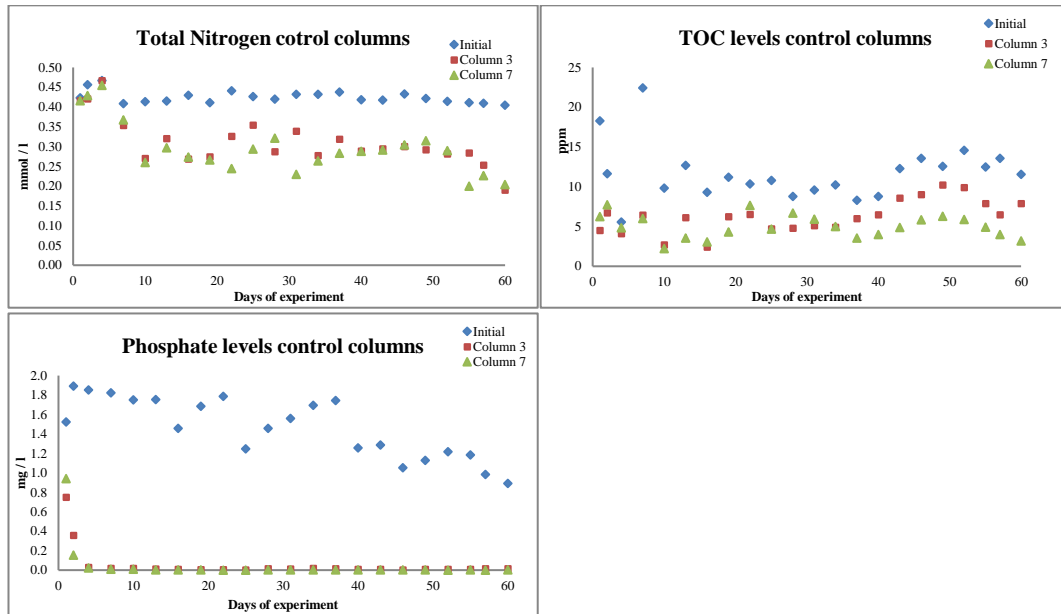 Total Nitrogen cotrol columns
Initial
Column 3
Column 7
0.50
0.45
0.40
0.35
0.30
0.25
0.20
0.15
0.10
0.05
0.00
mmol / l
0 10 20 30 40 50 60
Days of experiment
TOC levels control columns
Initial
Column 3
Column 7
25
20
15
10
5
0
ppm
0 10 20 30 40 50 60
Days of experiment
Phosphate levels control columns
Initial
Column 3
Column 7
2.0
1.8
1.6
1.4
1.2
1.0
0.8
0.6
0.4
0.2
0.0
mg / l
0 10 20 30 40 50 60
Days of experiment